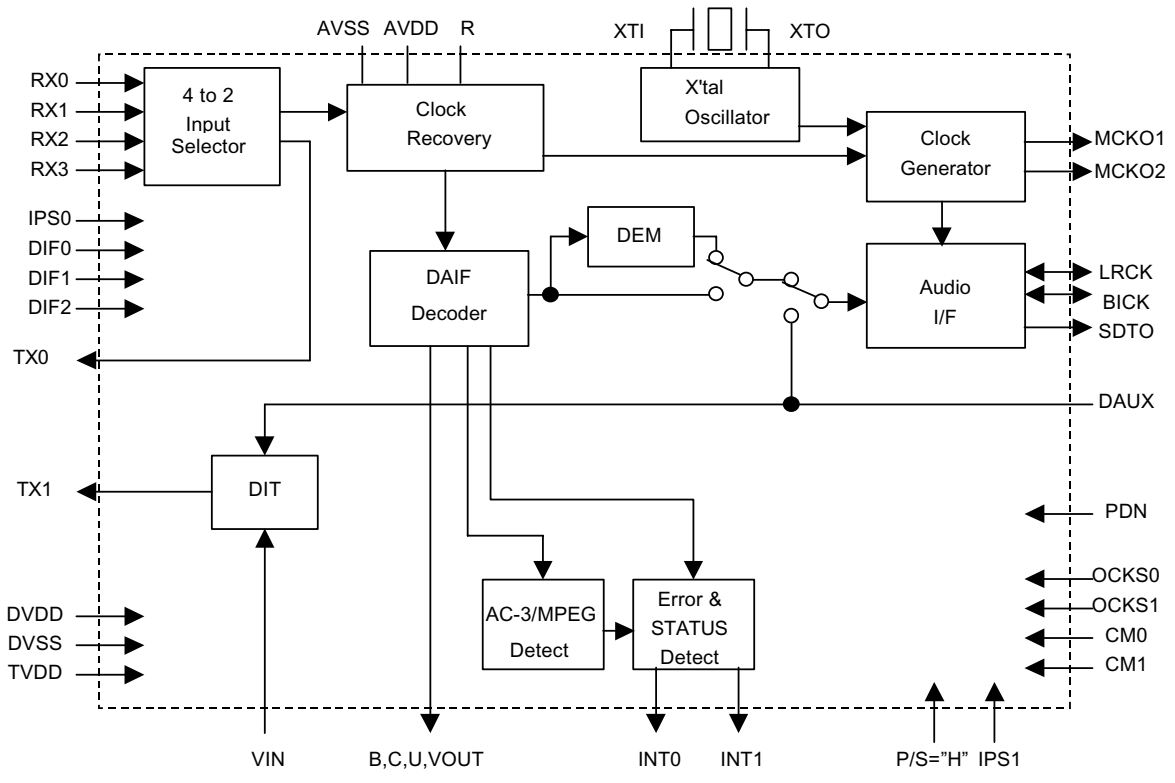 AVSS AVDD R XTI XTO
RX0
RX1
RX2
RX3
4 to 2
Input
Selector
Clock
Recovery
X'tal
Oscillator
Clock
Generator
MCKO1
MCKO2
IPS0
DIF0
DIF1
DIF2
TX0
DAIF
Decoder
DEM
Audio
I/F
LRCK
BICK
SDTO
DAUX
TX1
DIT
PDN
AC-3/MPEG
Detect
Error &
STATUS
Detect
OCKS0
OCKS1
CM0
CM1
DVDD
DVSS
TVDD
VIN B,C,U,VOUT INT0 INT1 P/S=”H” IPS1